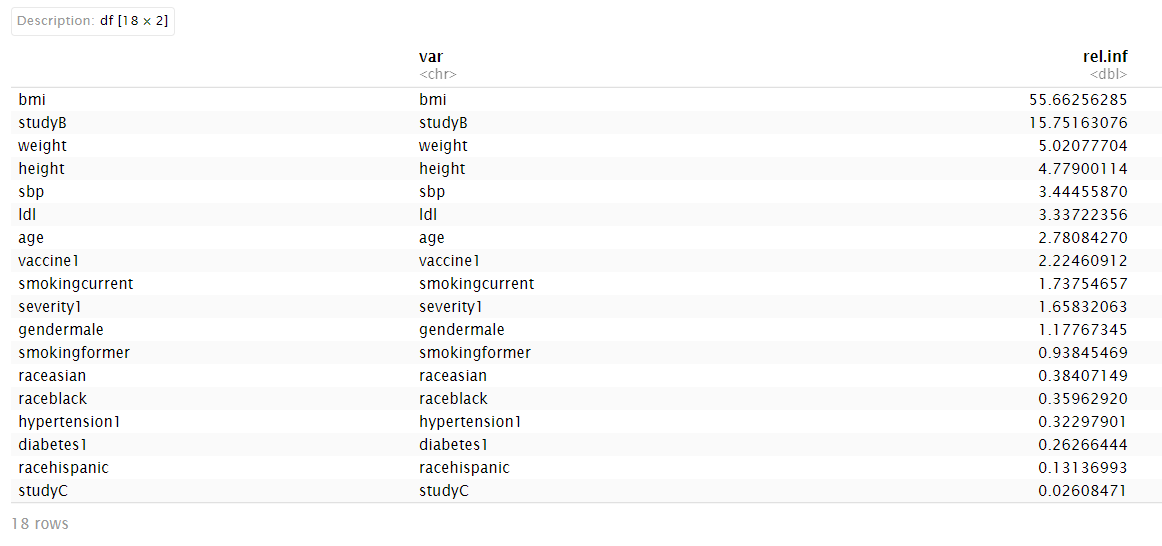 Description: df [18 × 2]
var rel.inf
<chr> <dbl>
bmi bmi 55.66256285
studyB studyB 15.75163076
weight weight 5.02077704
height height 4.77900114
sbp sbp 3.44455870
ldl ldl 3.33722356
age age 2.78084270
vaccine1 vaccine1 2.22460912
smokingcurrent smokingcurrent 1.73754657
severity1 severity1 1.65832063
gendermale gendermale 1.17767345
smokingformer smokingformer 0.93845469
raceasian raceasian 0.38407149
raceblack raceblack 0.35962920
hypertension1 hypertension1 0.32297901
diabetes1 diabetes1 0.26266444
racehispanic racehispanic 0.13136993
studyC studyC 0.02608471
18 rows